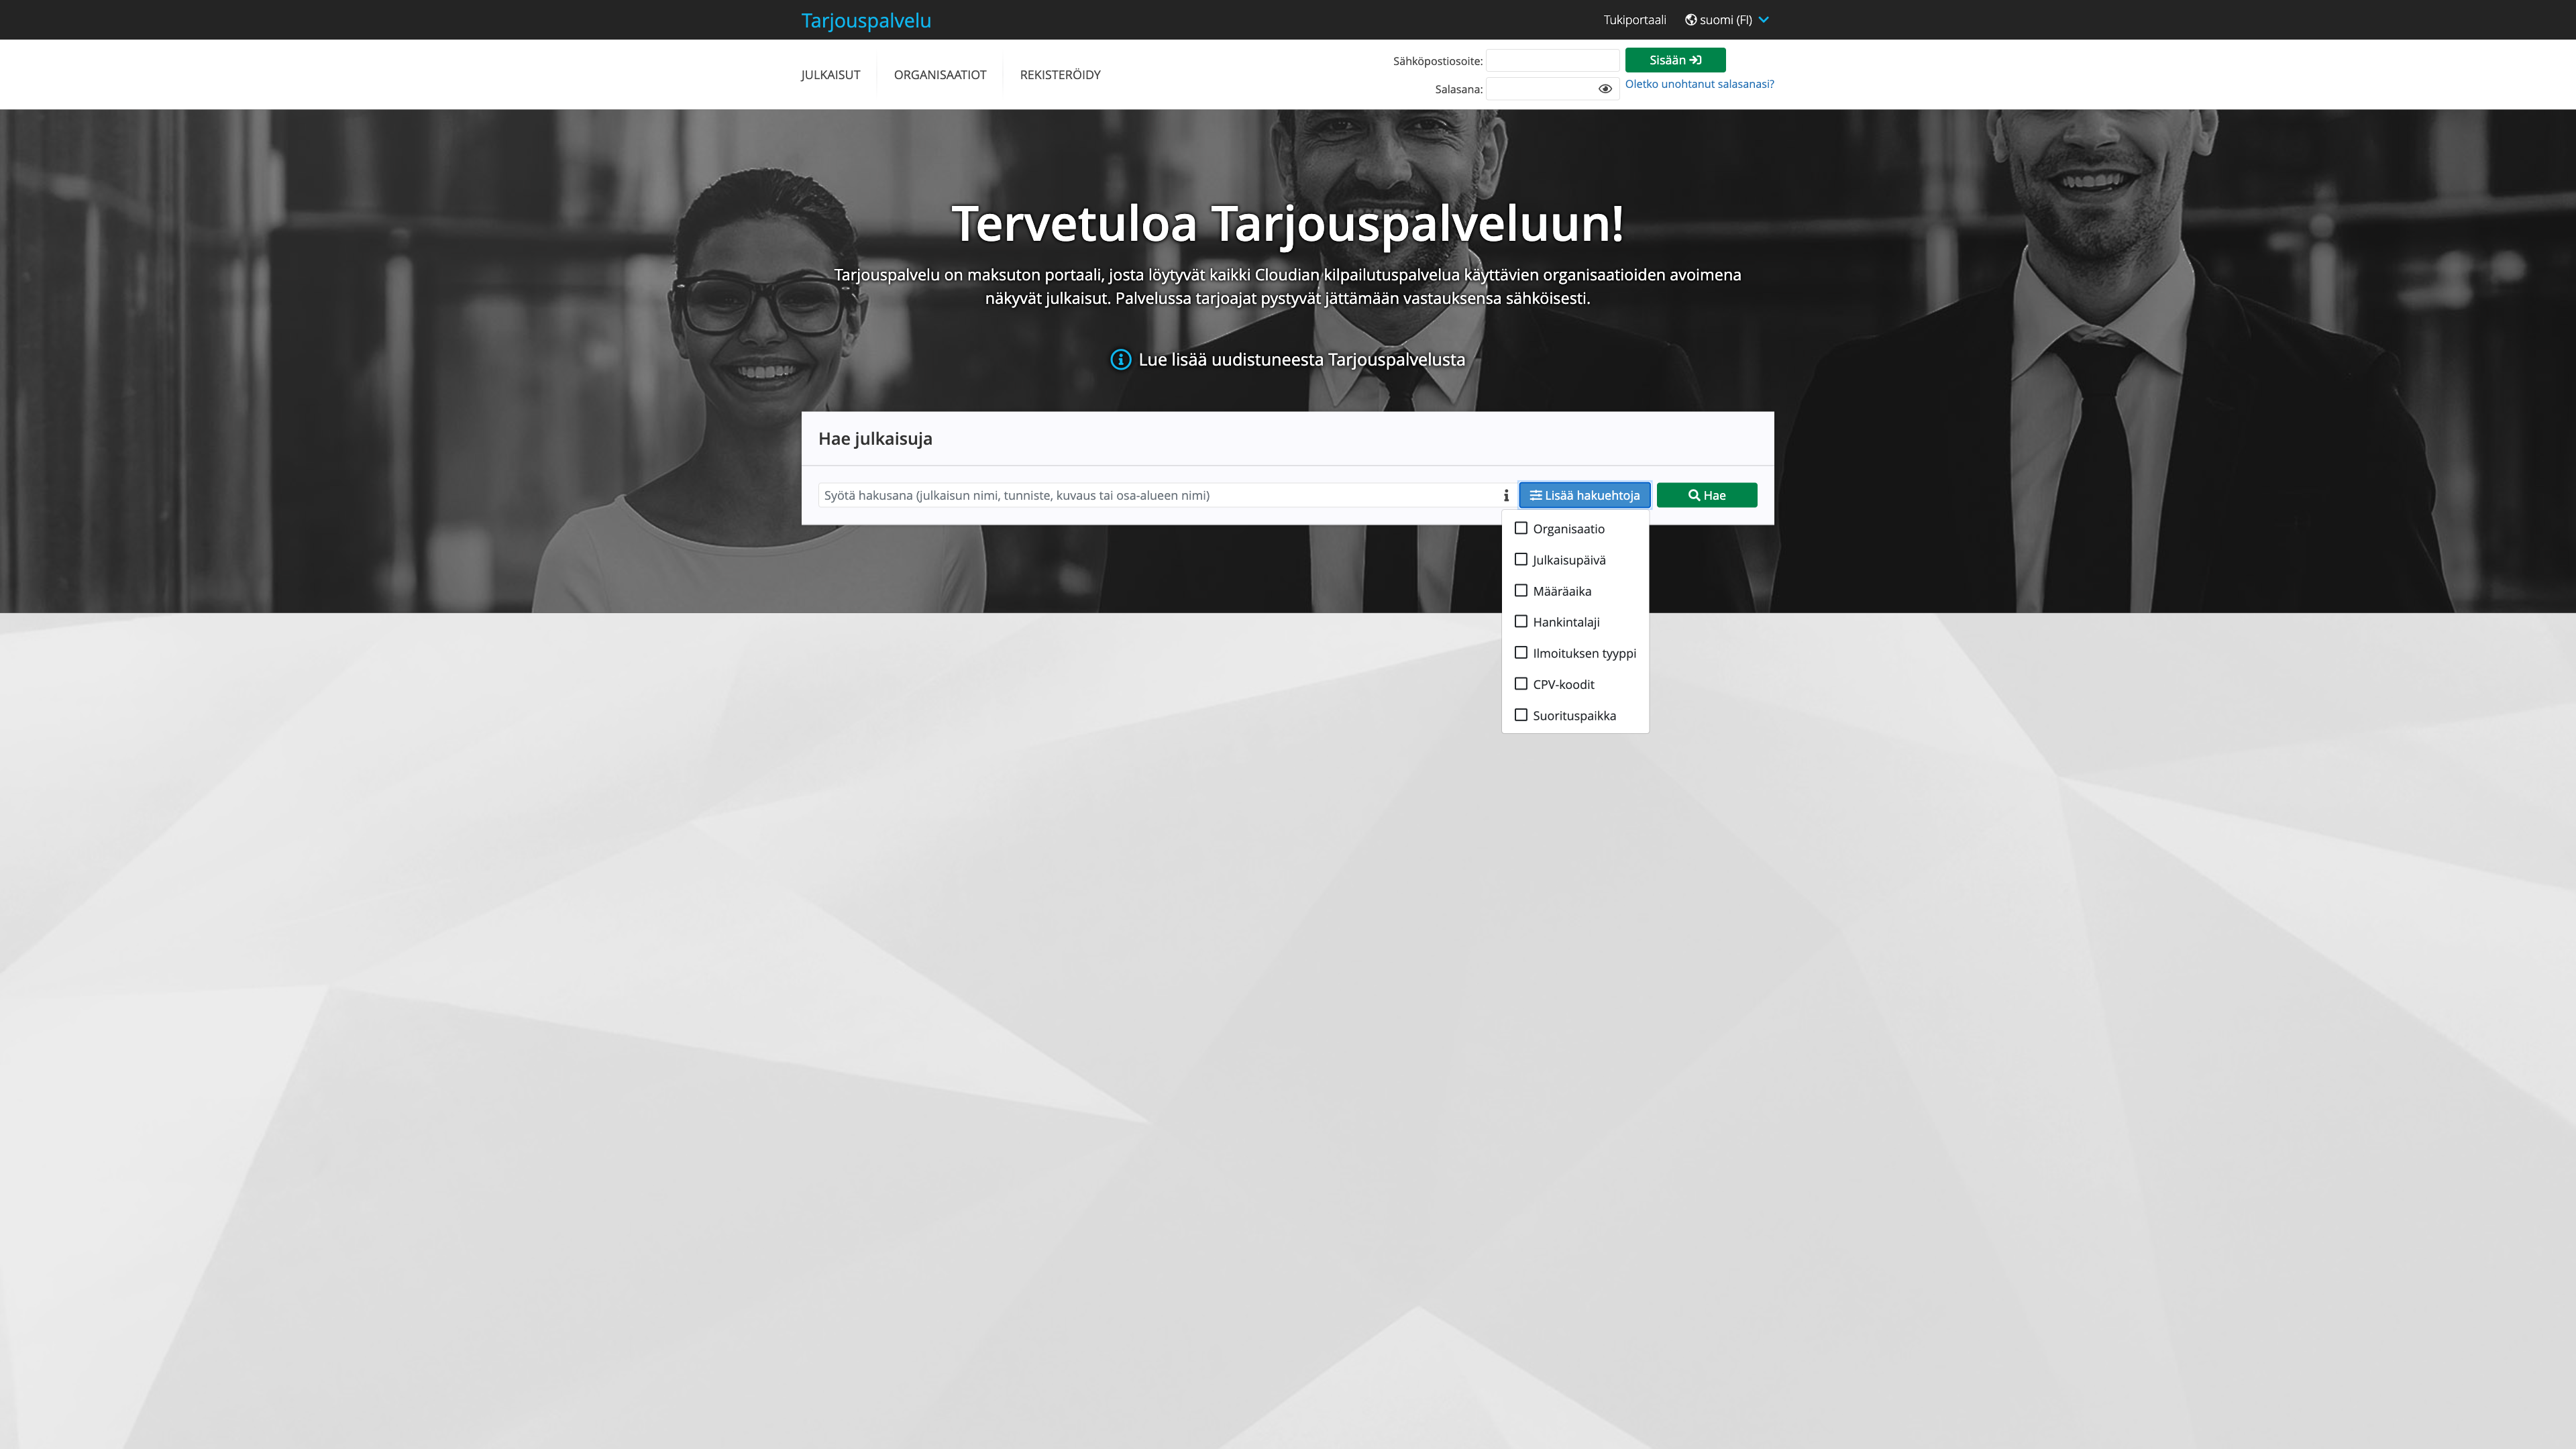 Tarjouspalvelu
Tukiportaali
suomi (FI)
JULKAISUT
ORGANISAATIOT
REKISTERÖIDY
Sähköpostiosoite:
Sisään
Salasana:
Oletko unohtanut salasanasi?
Tervetuloa Tarjouspalveluun!
Tarjouspalvelu on maksuton portaali, josta löytyvät kaikki Cloudian kilpailutuspalvelua käyttävien organisaatioiden avoimena
näkyvät julkaisut. Palvelussa tarjoajat pystyvät jättämään vastauksensa sähköisesti.
Lue lisää uudistuneesta Tarjouspalvelusta
Hae julkaisuja
Syötä hakusana (julkaisun nimi, tunniste, kuvaus tai osa-alueen nimi)
Lisää hakuehtoja
Hae
Organisaatio
Julkaisupäivä
Määräaika
Hankintalaji
Ilmoituksen tyyppi
CPV-koodit
Suorituspaikka